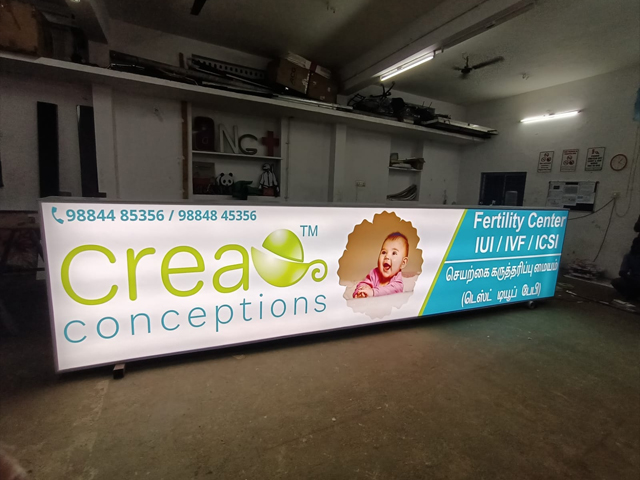 98844 85356 / 98848 45356
crea
TM
conceptions
Fertility Center
IUI / IVF / ICSI
செயற்கை கருத்தரிப்பு மையம்
(டெஸ்ட் டியூப் பேபி)